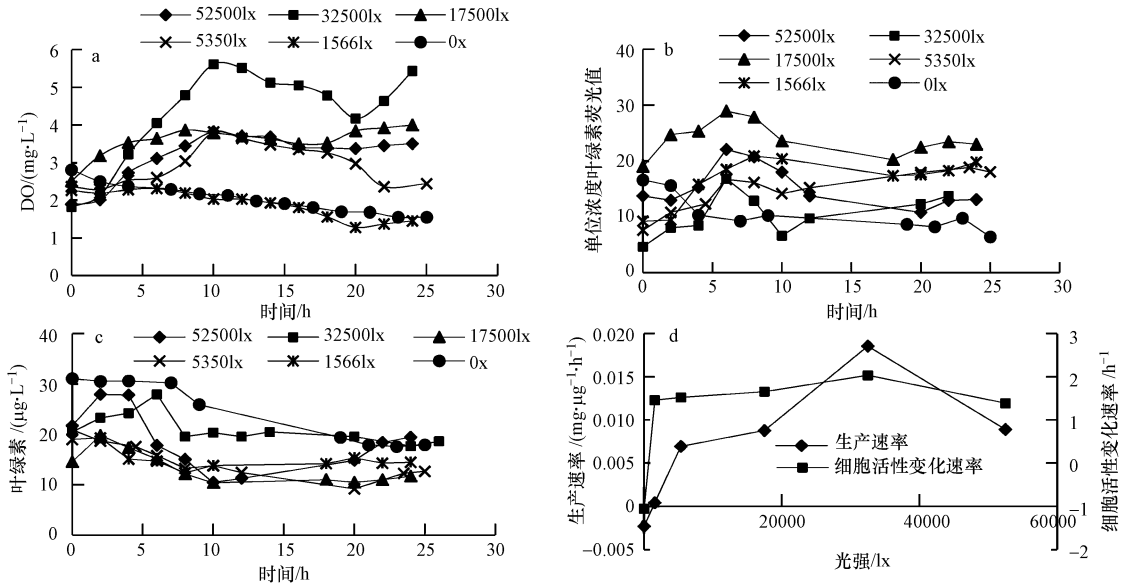 52500lx 32500lx 17500lx
5350lx 1566lx 0x
a
DO/(mg·L⁻¹)
6
5
4
3
2
1
0
0 5 10 15 20 25 30
时间/h
52500lx 32500lx
17500lx 5350lx
1566lx 0lx
b
单位浓度叶绿素荧光值
40
30
20
10
0
0 5 10 15 20 25 30
时间/h
c
52500lx 32500lx 17500lx
5350lx 1566lx 0x
叶绿素/(μg·L⁻¹)
40
30
20
10
0
0 5 10 15 20 25 30
时间/h
d
生产速率/(mg·μg⁻¹·h⁻¹)
0.020
0.015
0.010
0.005
0
−0.005
生产速率
细胞活性变化速率
20000 40000 60000
光强/lx
3
2
1
0
−1
−2
细胞活性变化速率/h⁻¹